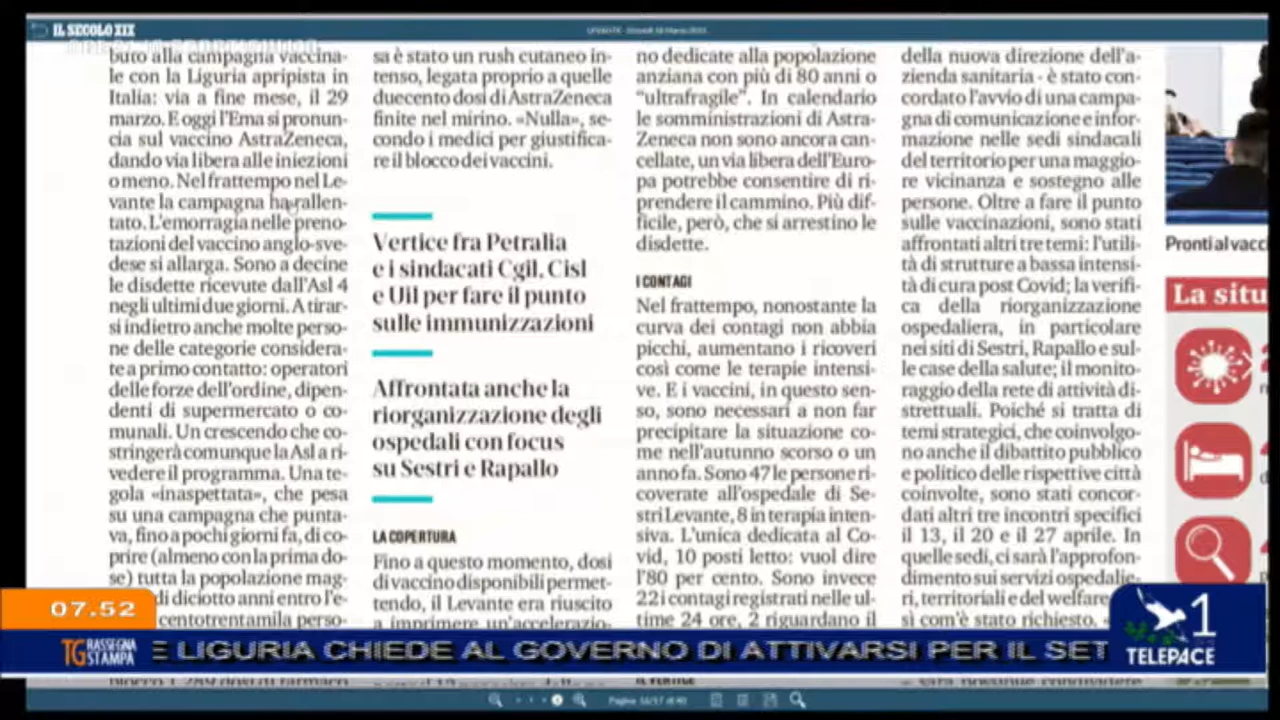 IL SECOLO XIX
buto alla campagna vaccina-
le con la Liguria apripista in
Italia: via a fine mese, il 29
marzo. E oggi l'Ema si pronun-
cia sul vaccino AstraZeneca,
dando via libera alle iniezioni
o meno. Nel frattempo nel Le-
vante la campagna ha rallen-
tato. L'emorragia nelle preno-
tazioni del vaccino anglo-sve-
dese si allarga. Sono a decine
le disdette ricevute dall'Asl 4
negli ultimi due giorni. A tirar-
si indietro anche molte perso-
ne delle categorie considera-
te a primo contatto: operatori
delle forze dell'ordine, dipen-
denti di supermercato o co-
munali. Un crescendo che co-
stringerà comunque la Asl a ri-
vedere il programma. Una te-
gola «inaspettata», che pesa
su una campagna che punta-
va, fino a pochi giorni fa, di co-
prire (almeno con la prima do-
se) tutta la popolazione mag-
di diciotto anni entro l'e-
centotrentamila perso-
sa è stato un rush cutaneo in-
tenso, legata proprio a quelle
duecento dosi di AstraZeneca
finite nel mirino. «Nulla», se-
condo i medici per giustifica-
re il blocco dei vaccini.
Vertice fra Petralia
e i sindacati Cgil, Cisl
e Uil per fare il punto
sulle immunizzazioni
Affrontata anche la
riorganizzazione degli
ospedali con focus
su Sestri e Rapallo
LA COPERTURA
Fino a questo momento, dosi
di vaccino disponibili permet-
tendo, il Levante era riuscito
a imprimere un'accelerazio-
no dedicate alla popolazione
anziana con più di 80 anni o
“ultrafragile”. In calendario
le somministrazioni di Astra-
Zeneca non sono ancora can-
cellate, un via libera dell'Euro-
pa potrebbe consentire di ri-
prendere il cammino. Più dif-
ficile, però, che si arrestino le
disdette.
I CONTAGI
Nel frattempo, nonostante la
curva dei contagi non abbia
picchi, aumentano i ricoveri
così come le terapie intensi-
ve. E i vaccini, in questo sen-
so, sono necessari a non far
precipitare la situazione co-
me nell'autunno scorso o un
anno fa. Sono 47 le persone ri-
coverate all'ospedale di Se-
stri Levante, 8 in terapia inten-
siva. L'unica dedicata al Co-
vid, 10 posti letto: vuol dire
l'80 per cento. Sono invece
22 i contagi registrati nelle ul-
time 24 ore, 2 riguardano il
IL VERTICE
della nuova direzione dell'a-
zienda sanitaria - è stato con-
cordato l'avvio di una campa-
gna di comunicazione e infor-
mazione nelle sedi sindacali
del territorio per una maggio-
re vicinanza e sostegno alle
persone. Oltre a fare il punto
sulle vaccinazioni, sono stati
affrontati altri tre temi: l'utili-
tà di strutture a bassa intensi-
tà di cura post Covid; la verifi-
ca della riorganizzazione
ospedaliera, in particolare
nei siti di Sestri, Rapallo e sul-
le case della salute; il monito-
raggio della rete di attività di-
strettuali. Poiché si tratta di
temi strategici, che coinvolgo-
no anche il dibattito pubblico
e politico delle rispettive città
coinvolte, sono stati concor-
dati altri tre incontri specifici
il 13, il 20 e il 27 aprile. In
quelle sedi, ci sarà l'approfon-
dimento sui servizi ospedalie-
ri, territoriali e del welfare
sì com'è stato richiesto.
Pronti al vacc
La situ
07.52
TG RASSEGNA
STAMPA
E LIGURIA CHIEDE AL GOVERNO DI ATTIVARSI PER IL SET
1
TELEPACE